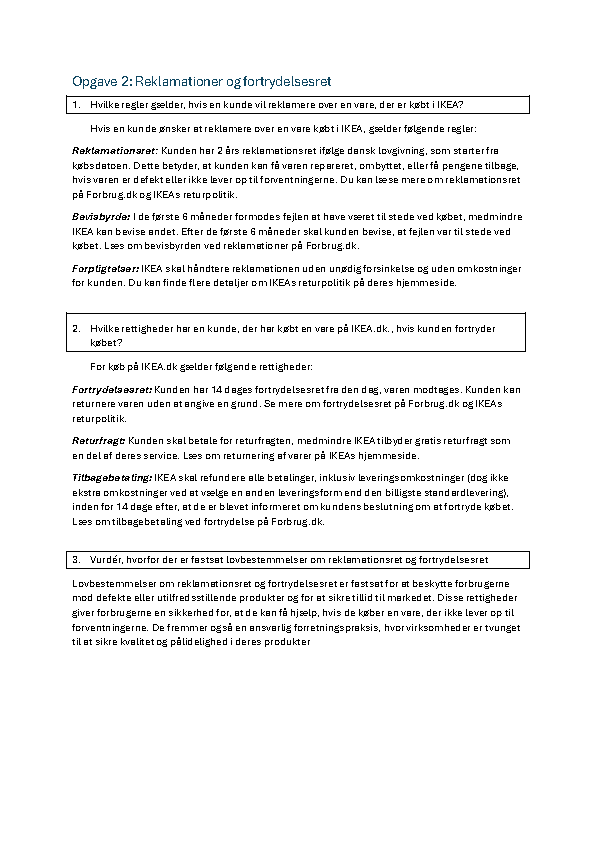 Opgave 2: Reklamationer og fortrydelsesret
1. Hvilke regler gælder, hvis en kunde vil reklamere over en vare, der er købt i IKEA?
Hvis en kunde ønsker at reklamere over en vare købt i IKEA, gælder følgende regler:
Reklamationsret: Kunden har 2 års reklamationsret ifølge dansk lovgivning, som starter fra
købsdatoen. Dette betyder, at kunden kan få varen repareret, ombyttet, eller få pengene tilbage,
hvis varen er defekt eller ikke lever op til forventningerne. Du kan læse mere om reklamationsret
på Forbrug.dk og IKEAs returpolitik.
Bevisbyrde: I de første 6 måneder formodes fejlen at have været til stede ved købet, medmindre
IKEA kan bevise andet. Efter de første 6 måneder skal kunden bevise, at fejlen var til stede ved
købet. Læs om bevisbyrden ved reklamationer på Forbrug.dk.
Forpligtelser: IKEA skal håndtere reklamationen uden unødig forsinkelse og uden omkostninger
for kunden. Du kan finde flere detaljer om IKEAs returpolitik på deres hjemmeside.
2. Hvilke rettigheder har en kunde, der har købt en vare på IKEA.dk., hvis kunden fortryder
købet?
For køb på IKEA.dk gælder følgende rettigheder:
Fortrydelsesret: Kunden har 14 dages fortrydelsesret fra den dag, varen modtages. Kunden kan
returnere varen uden at angive en grund. Se mere om fortrydelsesret på Forbrug.dk og IKEAs
returpolitik.
Returfragt: Kunden skal betale for returfragten, medmindre IKEA tilbyder gratis returfragt som
en del af deres service. Læs om returnering af varer på IKEAs hjemmeside.
Tilbagebetaling: IKEA skal refundere alle betalinger, inklusiv leveringsomkostninger (dog ikke
ekstra omkostninger ved at vælge en anden leveringsform end den billigste standardlevering),
inden for 14 dage efter, at de er blevet informeret om kundens beslutning om at fortryde købet.
Læs om tilbagebetaling ved fortrydelse på Forbrug.dk.
3. Vurdér, hvorfor der er fastsat lovbestemmelser om reklamationsret og fortrydelsesret
Lovbestemmelser om reklamationsret og fortrydelsesret er fastsat for at beskytte forbrugerne
mod defekte eller utilfredsstillende produkter og for at sikre tillid til markedet. Disse rettigheder
giver forbrugerne en sikkerhed for, at de kan få hjælp, hvis de køber en vare, der ikke lever op til
forventningerne. De fremmer også en ansvarlig forretningspraksis, hvor virksomheder er tvunget
til at sikre kvalitet og pålidelighed i deres produkter